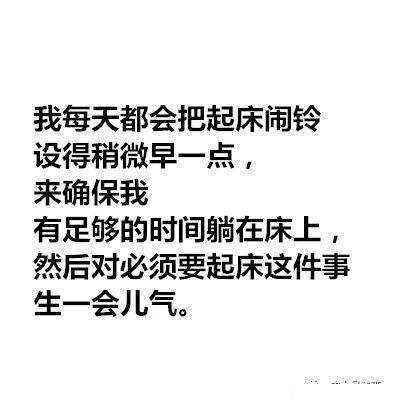 我每天都会把起床闹铃
设得稍微早一点，
来确保我
有足够的时间躺在床上，
然后对必须要起床这件事
生一会儿气。